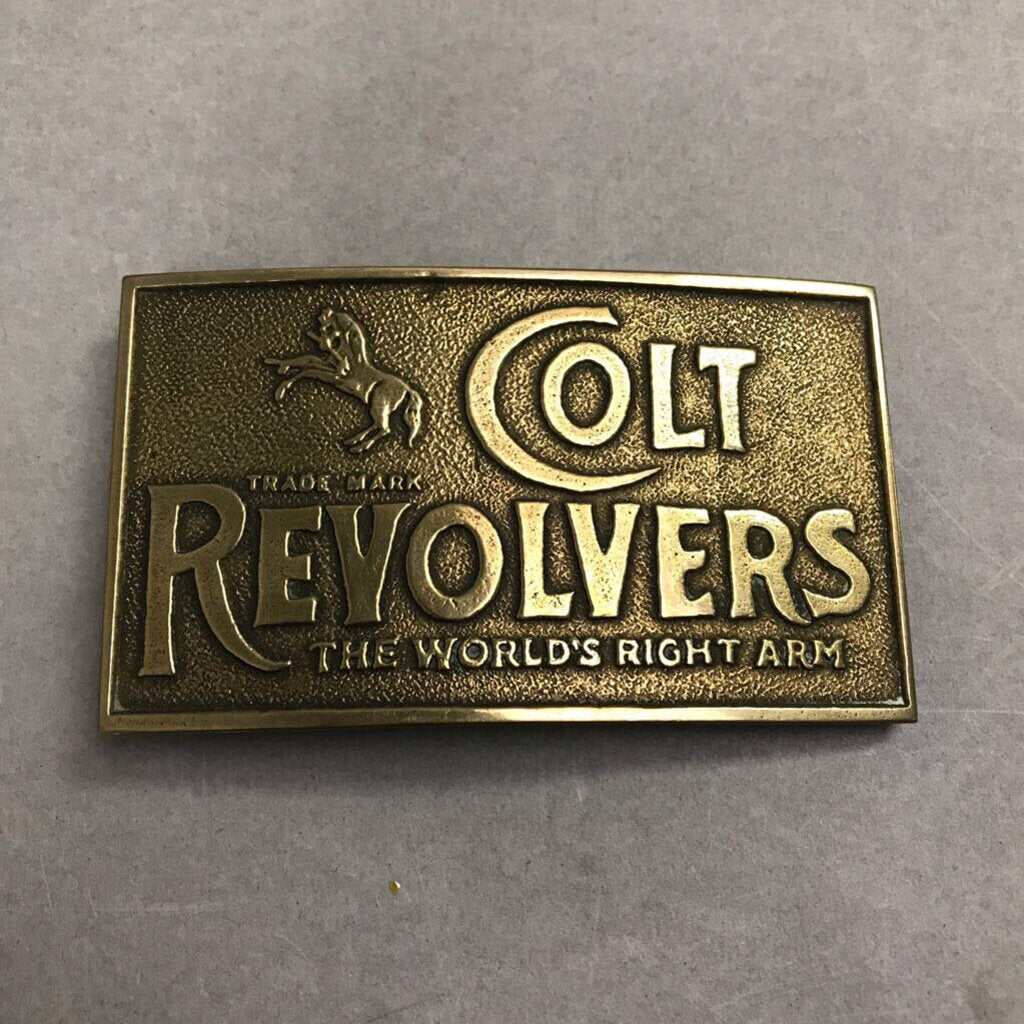 COLT
TRADE MARK
REVOLVERS
THE WORLD'S RIGHT ARM